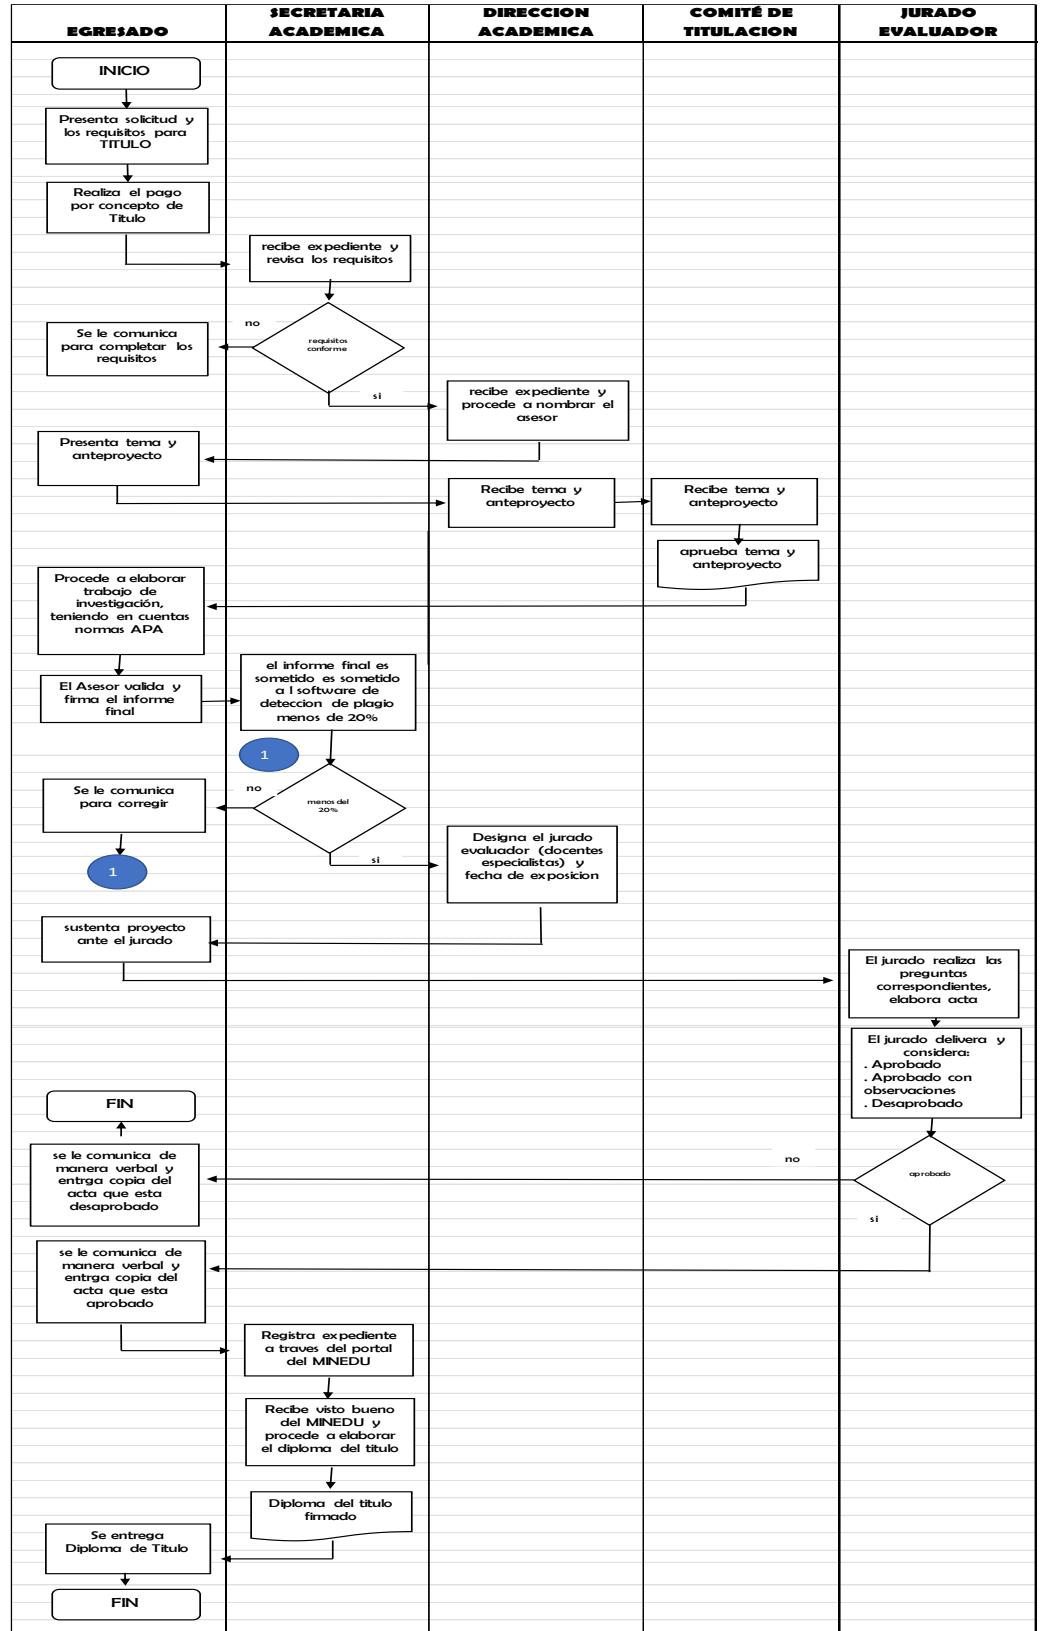 EGRESADO
SECRETARIA
ACADEMICA
DIRECCION
ACADEMICA
COMITÉ DE
TITULACION
JURADO
EVALUADOR
INICIO
Presenta solicitud y
los requisitos para
TITULO
Realiza el pago
por concepto de
Titulo
recibe expediente y
revisa los requisitos
no
requisitos
conforme
Se le comunica
para completar los
requisitos
si
recibe expediente y
procede a nombrar el
asesor
Presenta tema y
anteproyecto
Recibe tema y
anteproyecto
Recibe tema y
anteproyecto
aprueba tema y
anteproyecto
Procede a elaborar
trabajo de
investigación,
teniendo en cuentas
normas APA
El Asesor valida y
firma el informe
final
el informe final es
sometido es sometido
a l software de
deteccion de plagio
menos de 20%
1
no
menos del
20%
Se le comunica
para corregir
1
si
Designa el jurado
evaluador (docentes
especialistas) y
fecha de exposicion
sustenta proyecto
ante el jurado
El jurado realiza las
preguntas
correspondientes,
elabora acta
El jurado delivera y
considera:
. Aprobado
. Aprobado con
observaciones
. Desaprobado
FIN
no
aprobado
se le comunica de
manera verbal y
entrga copia del
acta que esta
desaprobado
si
se le comunica de
manera verbal y
entrga copia del
acta que esta
aprobado
Registra expediente
a traves del portal
del MINEDU
Recibe visto bueno
del MINEDU y
procede a elaborar
el diploma del titulo
Diploma del titulo
firmado
Se entrega
Diploma de Titulo
FIN